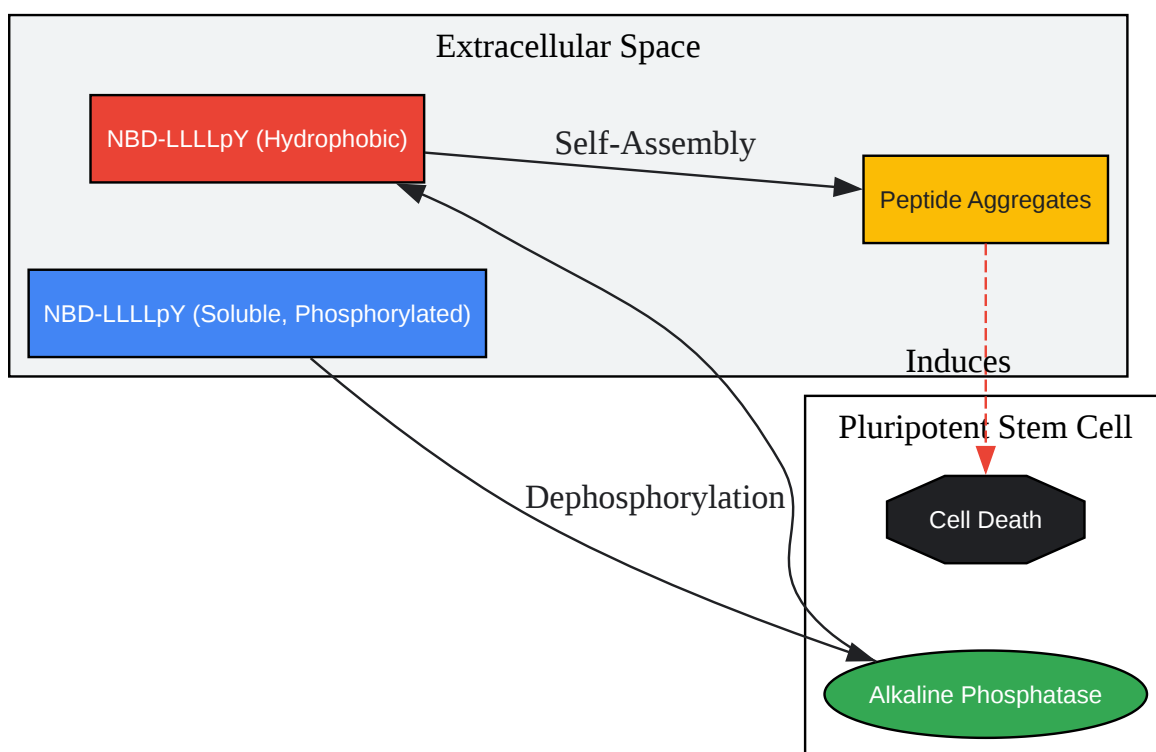 Extracellular Space
NBD-LLLLpY (Hydrophobic)
Self-Assembly
Peptide Aggregates
NBD-LLLLpY (Soluble, Phosphorylated)
Induces
Pluripotent Stem Cell
Dephosphorylation
Cell Death
Alkaline Phosphatase